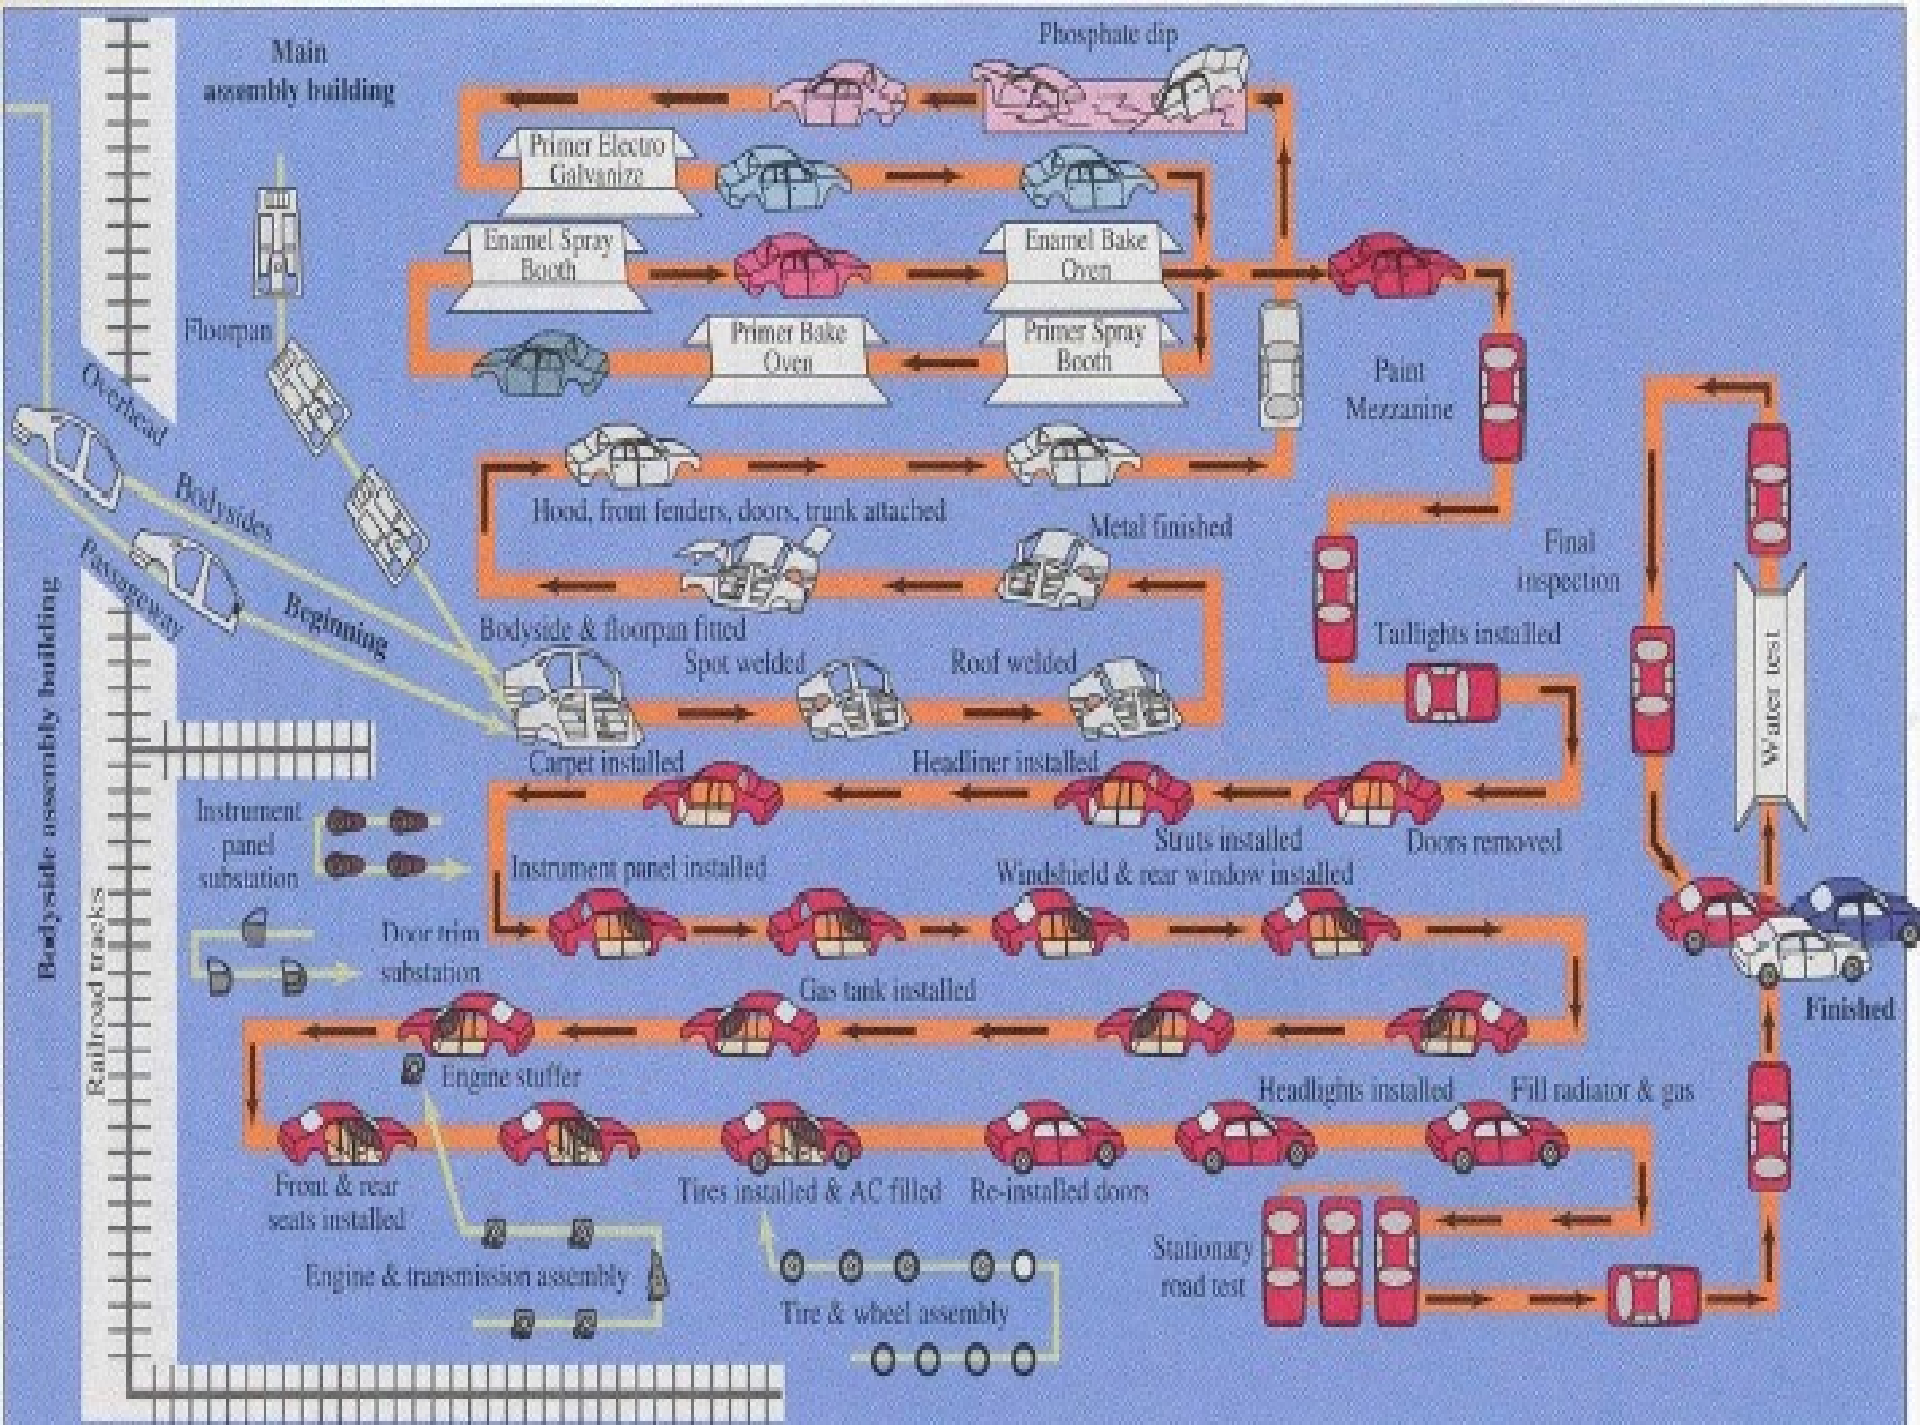 Main
assembly building
Phosphate dip
Primer Electro
Galvanize
Enamel Spray
Booth
Enamel Bake
Oven
Primer Bake
Oven
Primer Spray
Booth
Floorpan
Paint
Mezzanine
Overhead
Bodysides
Passageway
Beginning
Hood, front fenders, doors, trunk attached
Metal finished
Final
inspection
Bodyside & floorpan fitted
Spot welded
Roof welded
Taillights installed
Water test
Bodyside assembly building
Railroad tracks
Carpet installed
Headliner installed
Struts installed
Doors removed
Instrument
panel
substation
Instrument panel installed
Windshield & rear window installed
Door trim
substation
Gas tank installed
Finished
Engine stuffer
Headlights installed
Fill radiator & gas
Front & rear
seats installed
Tires installed & AC filled
Re-installed doors
Engine & transmission assembly
Tire & wheel assembly
Stationary
road test